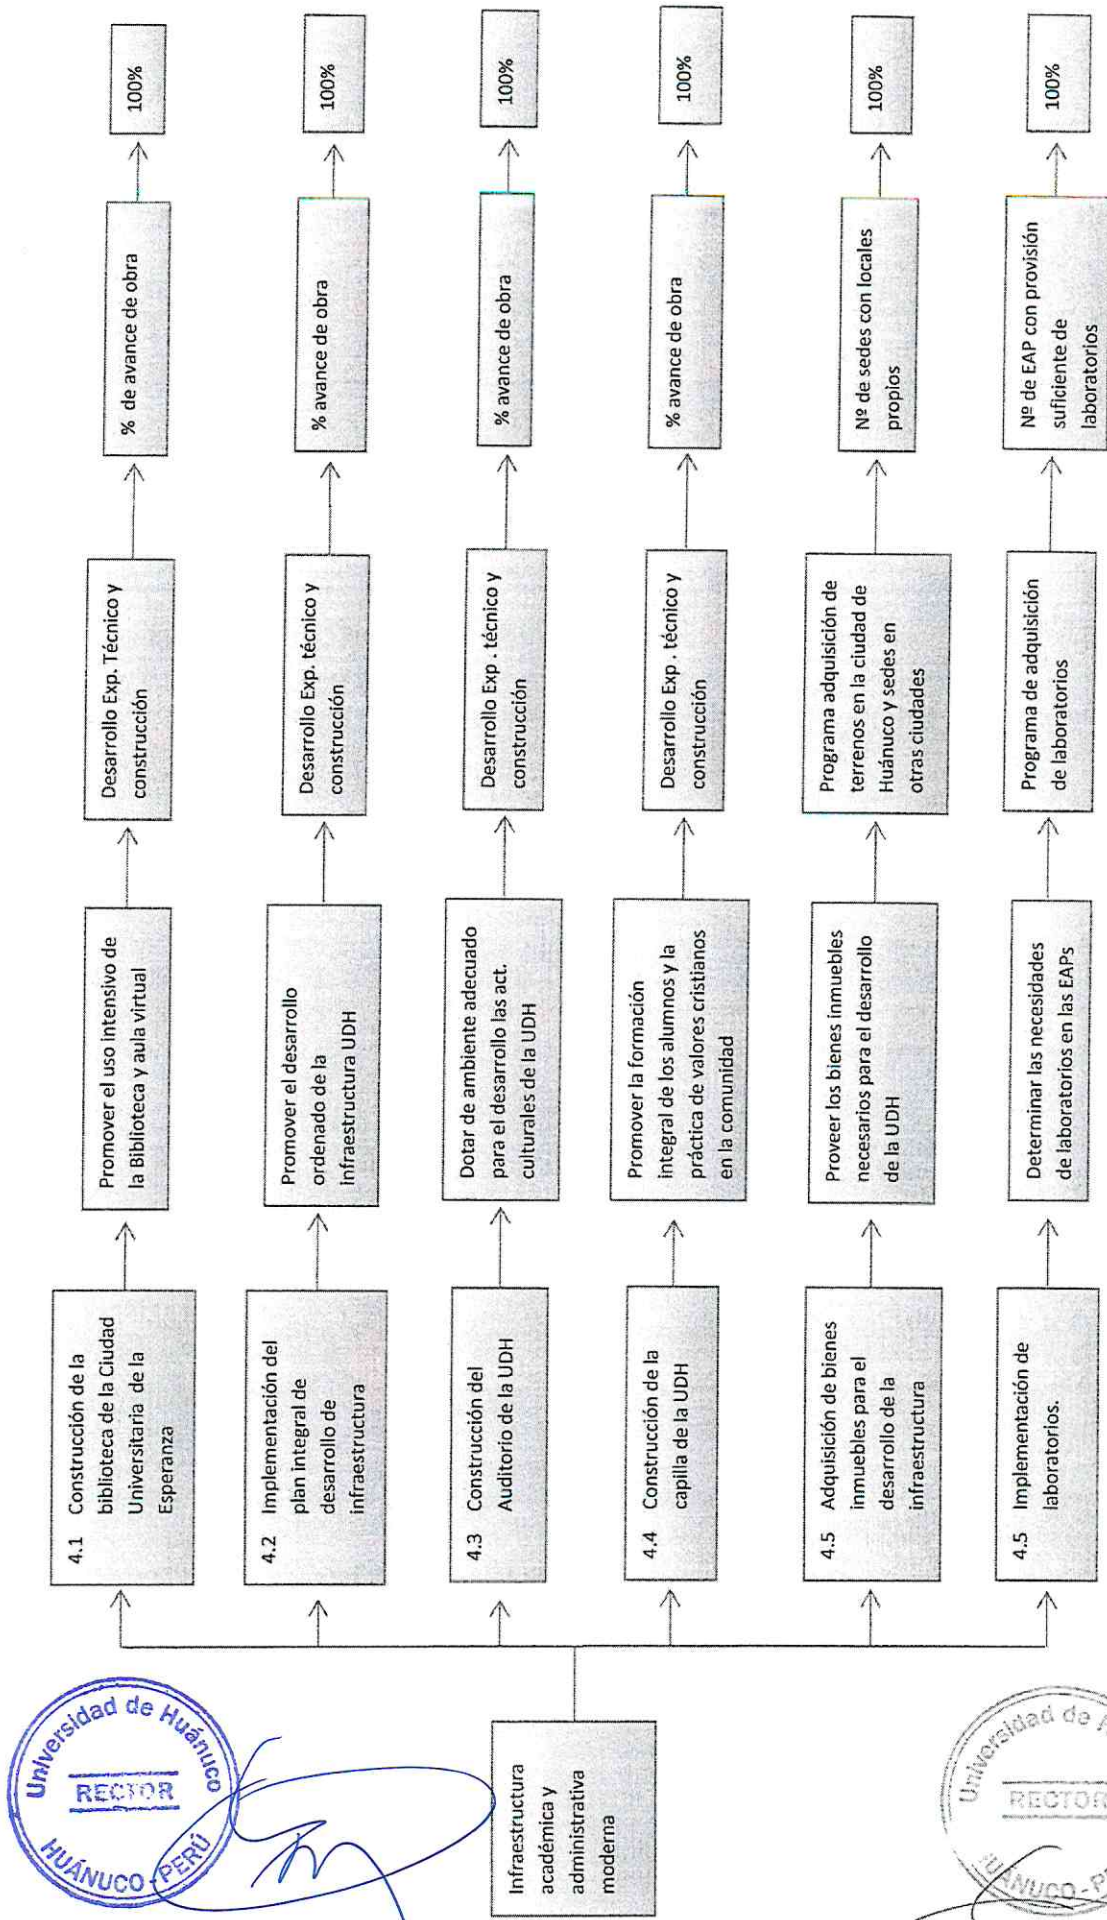 Infraestructura
académica y
administrativa
moderna
4.1 Construcción de la
biblioteca de la Ciudad
Universitaria de la
Esperanza
Promover el uso intensivo de
la Biblioteca y aula virtual
Desarrollo Exp. Técnico y
construcción
% de avance de obra
100%
4.2 Implementación del
plan integral de
desarrollo de
infraestructura
Promover el desarrollo
ordenado de la
infraestructura UDH
Desarrollo Exp. técnico y
construcción
% avance de obra
100%
4.3 Construcción del
Auditorio de la UDH
Dotar de ambiente adecuado
para el desarrollo las act.
culturales de la UDH
Desarrollo Exp . técnico y
construcción
% avance de obra
100%
4.4 Construcción de la
capilla de la UDH
Promover la formación
integral de los alumnos y la
práctica de valores cristianos
en la comunidad
Desarrollo Exp . técnico y
construcción
% avance de obra
100%
4.5 Adquisición de bienes
inmuebles para el
desarrollo de la
infraestructura
Proveer los bienes inmuebles
necesarios para el desarrollo
de la UDH
Programa adquisición de
terrenos en la ciudad de
Huánuco y sedes en
otras ciudades
Nº de sedes con locales
propios
100%
4.5 Implementación de
laboratorios.
Determinar las necesidades
de laboratorios en las EAPs
Programa de adquisición
de laboratorios
Nº de EAP con provisión
suficiente de
laboratorios
100%
Universidad de Huánuco
RECTOR
HUÁNUCO - PERÚ
Universidad de
RECTOR